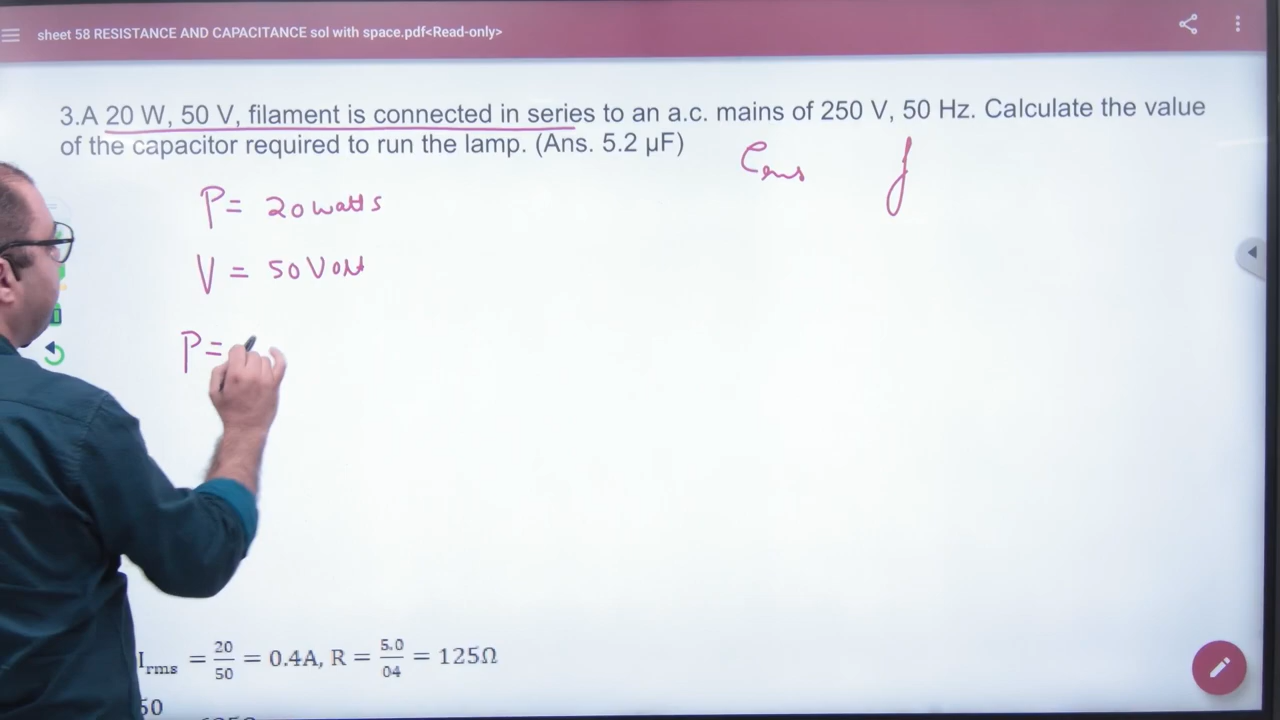 sheet 58 RESISTANCE AND CAPACITANCE sol with space.pdf<Read-only>
3.A 20 W, 50 V, filament is connected in series to an a.c. mains of 250 V, 50 Hz. Calculate the value
of the capacitor required to run the lamp. (Ans. 5.2 µF)
Erms f
P = 20 watts
V = 50 Volt
P =
Irms = 20/50 = 0.4A, R = 5.0/04 = 125Ω
50